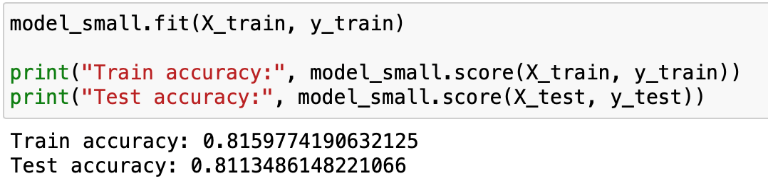 model_small.fit(X_train, y_train)
print("Train accuracy:", model_small.score(X_train, y_train))
print("Test accuracy:", model_small.score(X_test, y_test))
Train accuracy: 0.8159774190632125
Test accuracy: 0.8113486148221066